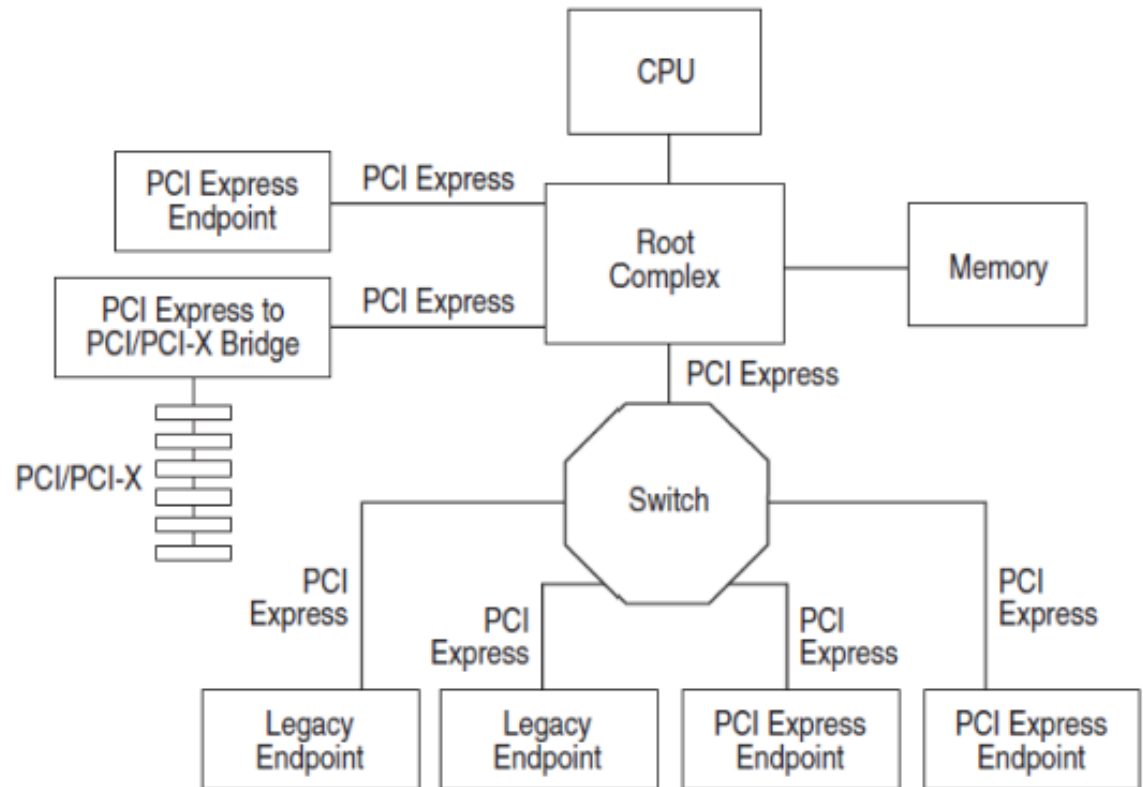 CPU
PCI Express
Endpoint
PCI Express
Root
Complex
Memory
PCI Express to
PCI/PCI-X Bridge
PCI Express
PCI Express
PCI/PCI-X
Switch
PCI
Express
PCI
Express
PCI
Express
PCI
Express
Legacy
Endpoint
Legacy
Endpoint
PCI Express
Endpoint
PCI Express
Endpoint